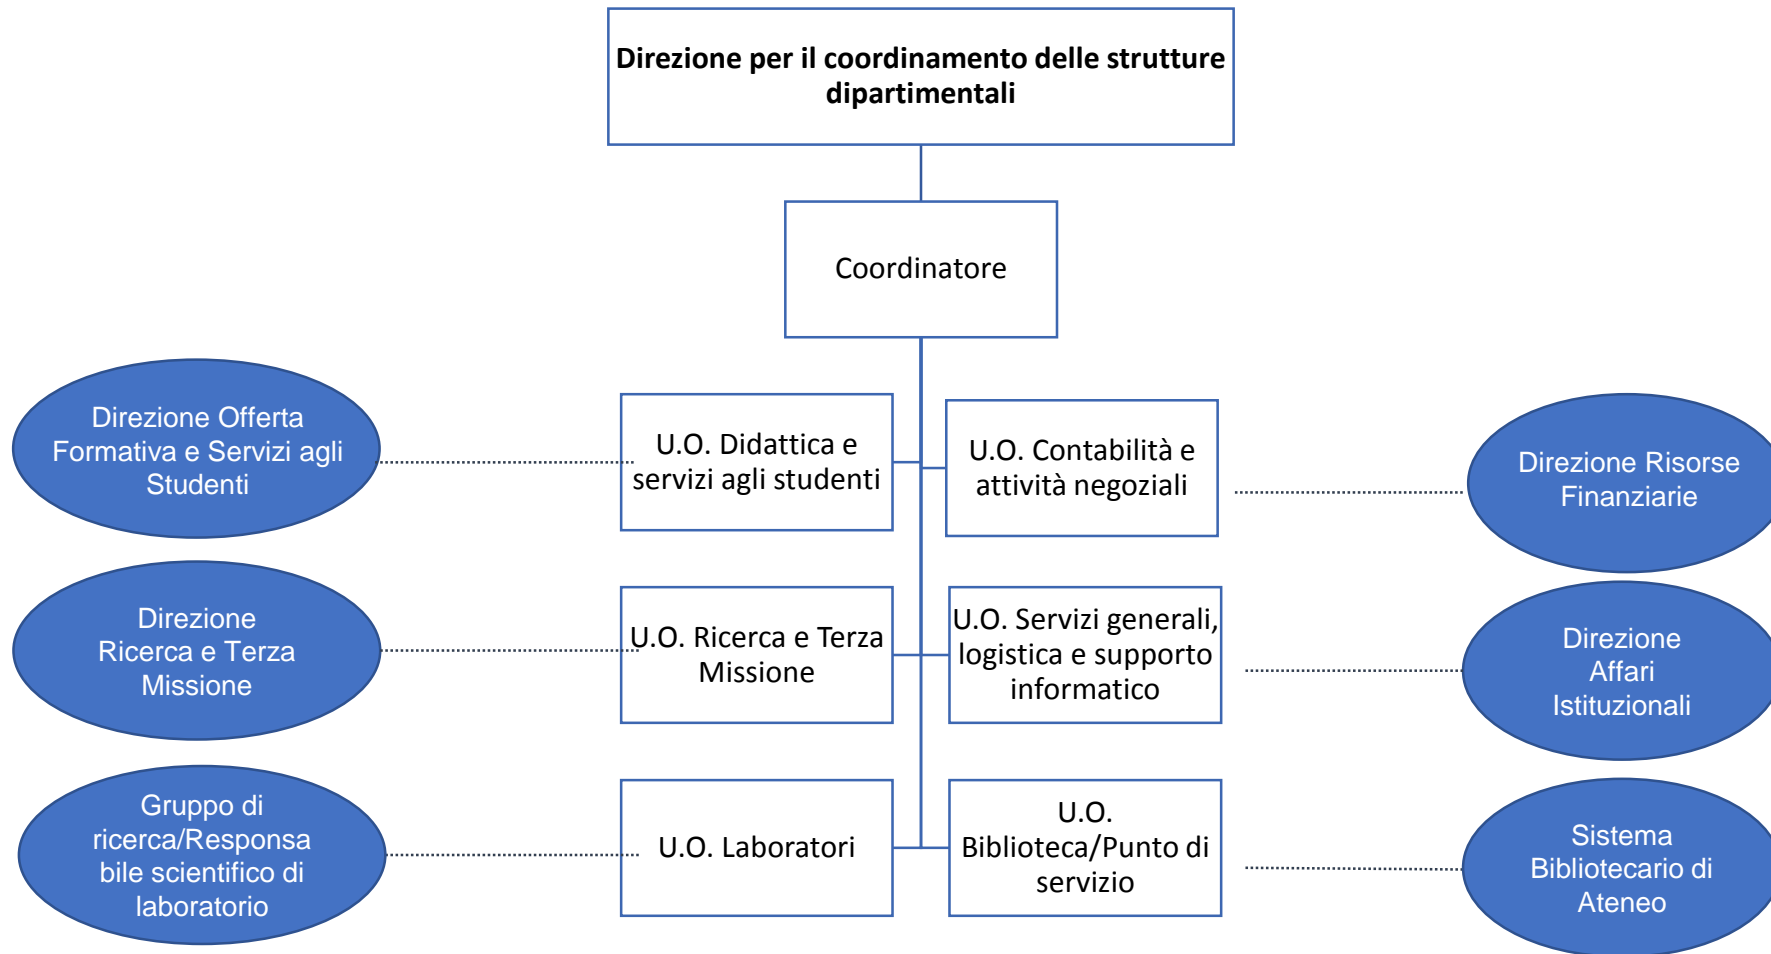 Direzione per il coordinamento delle strutture
dipartimentali
Coordinatore
Direzione Offerta
Formativa e Servizi agli
Studenti
U.O. Didattica e
servizi agli studenti
U.O. Contabilità e
attività negoziali
Direzione Risorse
Finanziarie
Direzione
Ricerca e Terza
Missione
U.O. Ricerca e Terza
Missione
U.O. Servizi generali,
logistica e supporto
informatico
Direzione
Affari
Istituzionali
Gruppo di
ricerca/Responsa
bile scientifico di
laboratorio
U.O. Laboratori
U.O.
Biblioteca/Punto di
servizio
Sistema
Bibliotecario di
Ateneo